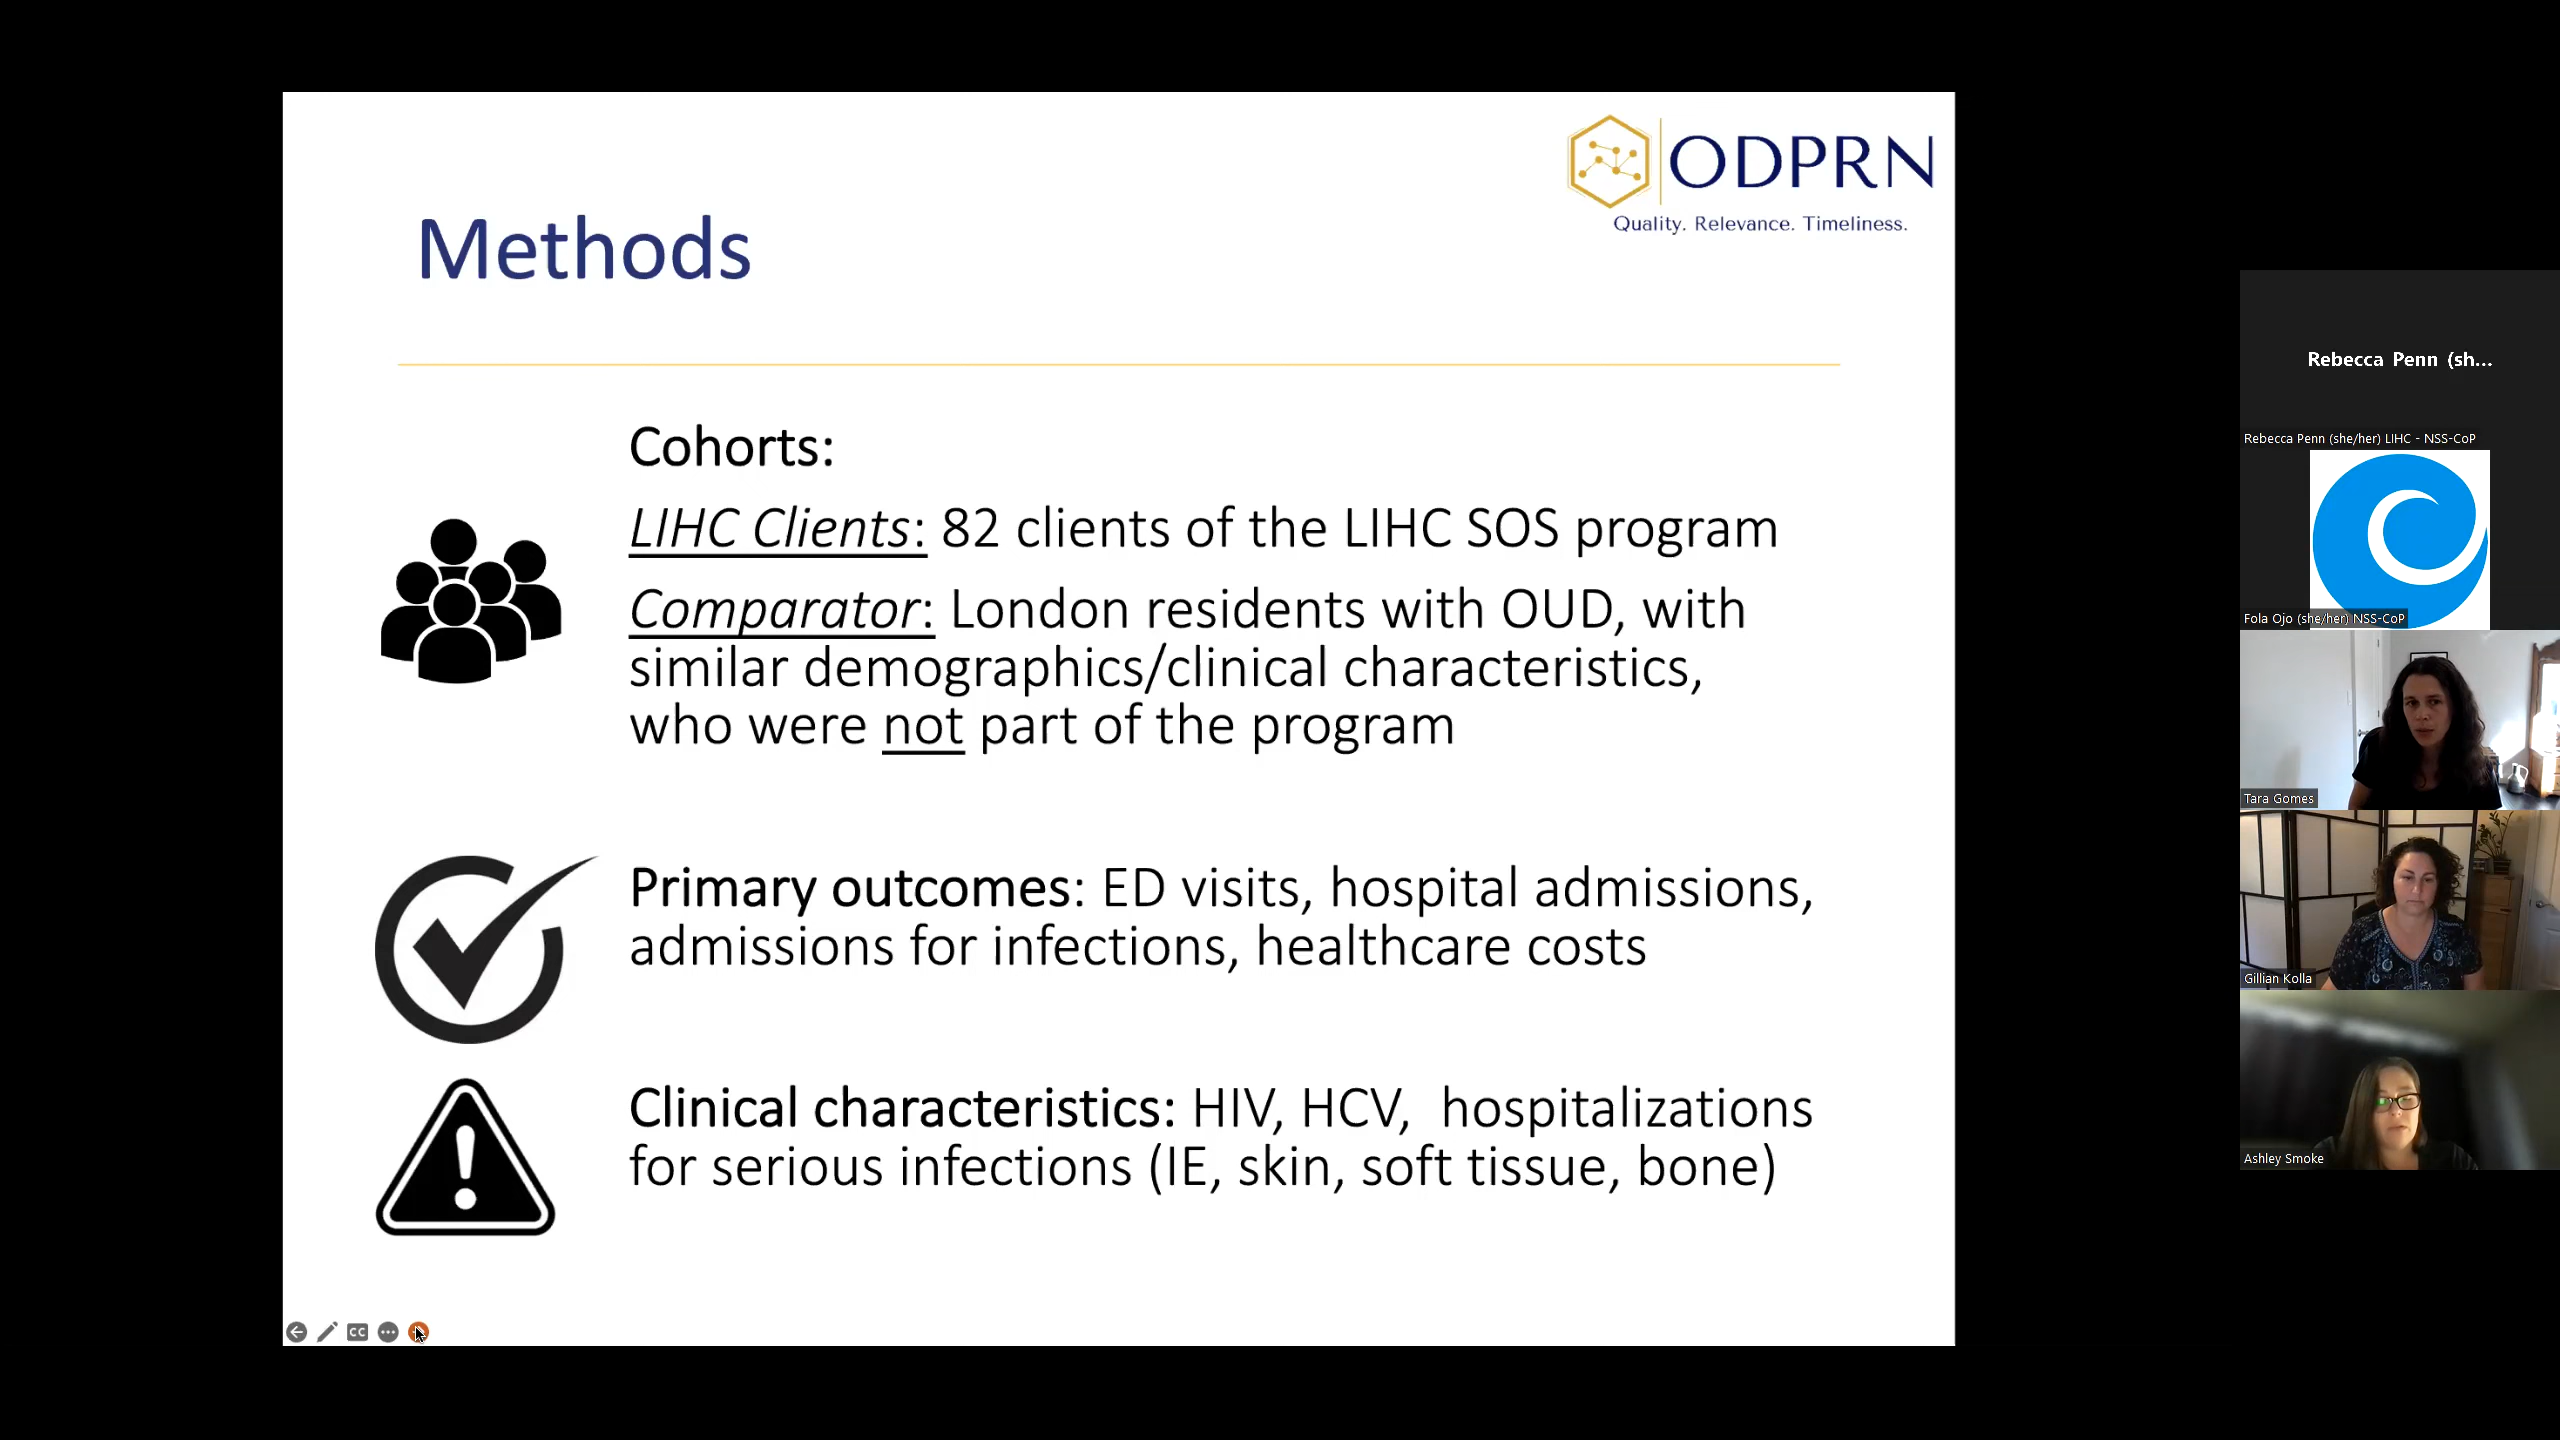 ODPRN
Quality. Relevance. Timeliness.
Methods
Cohorts:
LIHC Clients: 82 clients of the LIHC SOS program
Comparator: London residents with OUD, with
similar demographics/clinical characteristics,
who were not part of the program
Primary outcomes: ED visits, hospital admissions,
admissions for infections, healthcare costs
Clinical characteristics: HIV, HCV,  hospitalizations
for serious infections (IE, skin, soft tissue, bone)
CC
Rebecca Penn (sh...
Rebecca Penn (she/her) LIHC - NSS-CoP
Fola Ojo (she/her) NSS-CoP
Tara Gomes
Gillian Kolla
Ashley Smoke